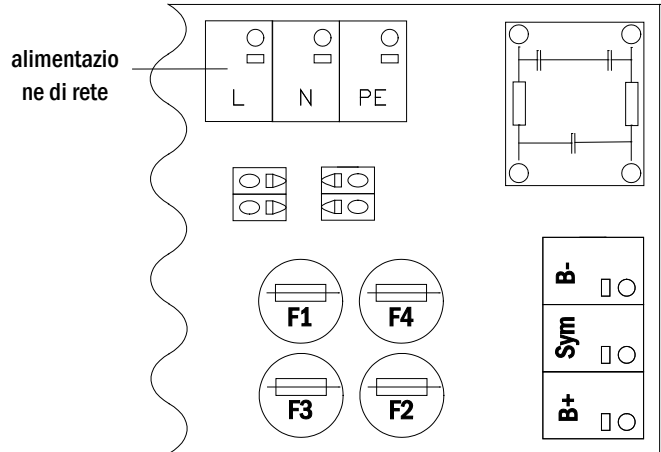 alimentazio
ne di rete
L N PE
B-
Sym
B+
F1 F4
F3 F2